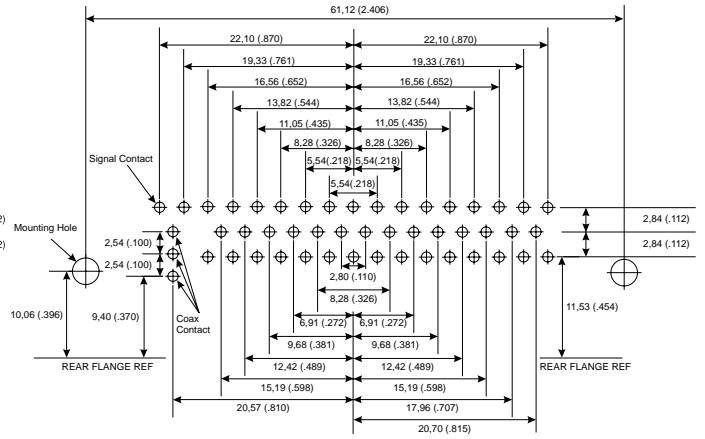 61,12 (2.406)
22,10 (.870) 22,10 (.870)
19,33 (.761) 19,33 (.761)
16,56 (.652) 16,56 (.652)
13,82 (.544) 13,82 (.544)
11,05 (.435) 11,05 (.435)
8,28 (.326) 8,28 (.326)
Signal Contact
5,54(.218) 5,54(.218)
5,54(.218)
2)
Mounting Hole
2,84 (.112)
2)
2,54 (.100)
2,84 (.112)
2,54 (.100)
2,80 (.110)
8,28 (.326)
10,06 (.396)
9,40 (.370)
Coax
Contact
11,53 (.454)
6,91 (.272) 6,91 (.272)
9,68 (.381) 9,68 (.381)
REAR FLANGE REF
12,42 (.489) 12,42 (.489)
REAR FLANGE REF
15,19 (.598) 15,19 (.598)
20,57 (.810) 17,96 (.707)
20,70 (.815)